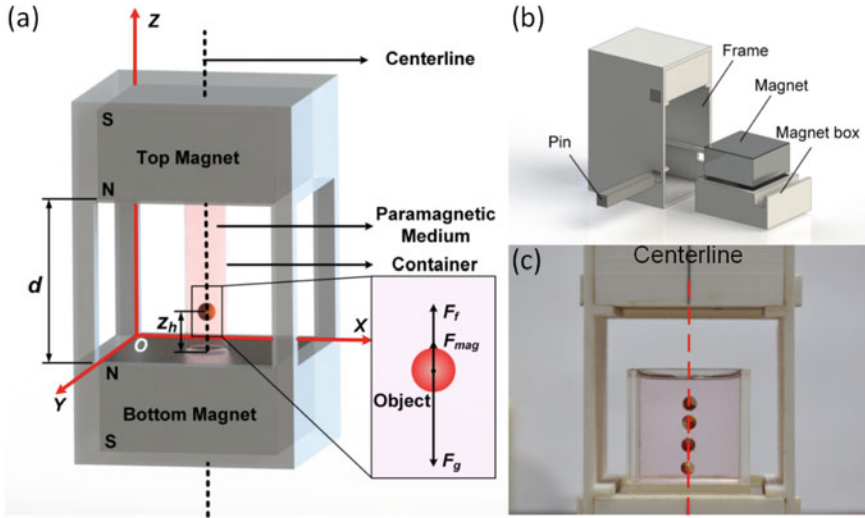 (a)
Z
Centerline
S
Top Magnet
N
Paramagnetic
Medium
Container
d
z_h
X
O
Y
N
Bottom Magnet
S
F_f
F_mag
Object
F_g
(b)
Frame
Magnet
Magnet box
Pin
(c)
Centerline